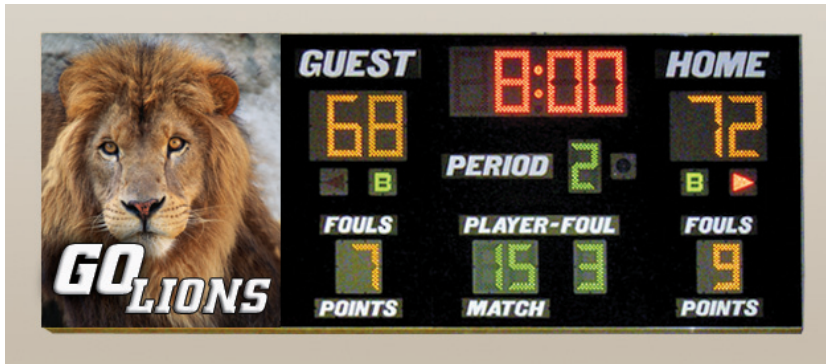 GUEST 8:00 HOME
68 72
PERIOD 2
B B
FOULS PLAYER-FOUL FOULS
7 15 3 9
POINTS MATCH POINTS
GO
LIONS